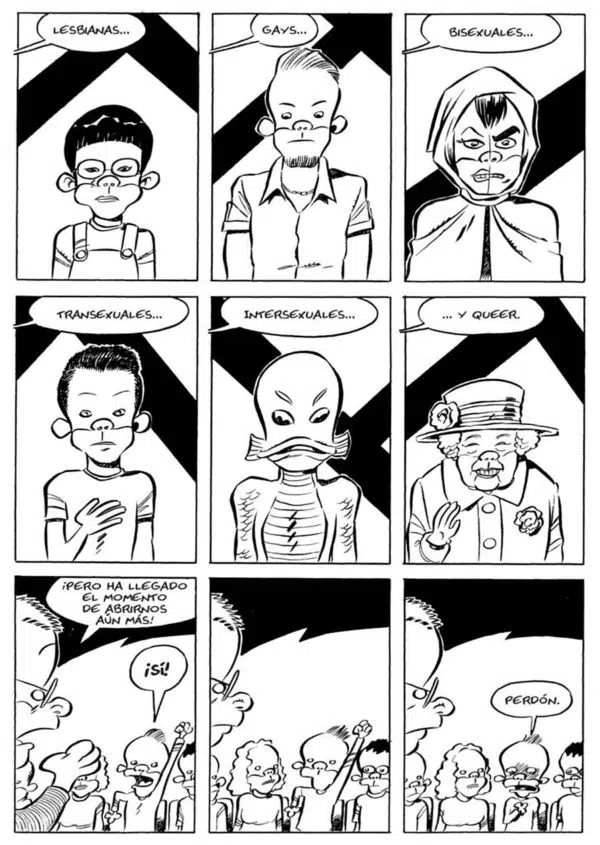 LESBIANAS...
GAYS...
BISEXUALES...
TRANSEXUALES...
INTERSEXUALES...
... Y QUEER.
¡PERO HA LLEGADO
EL MOMENTO
DE ABRIRNOS
AÚN MÁS!
¡SÍ!
PERDÓN.